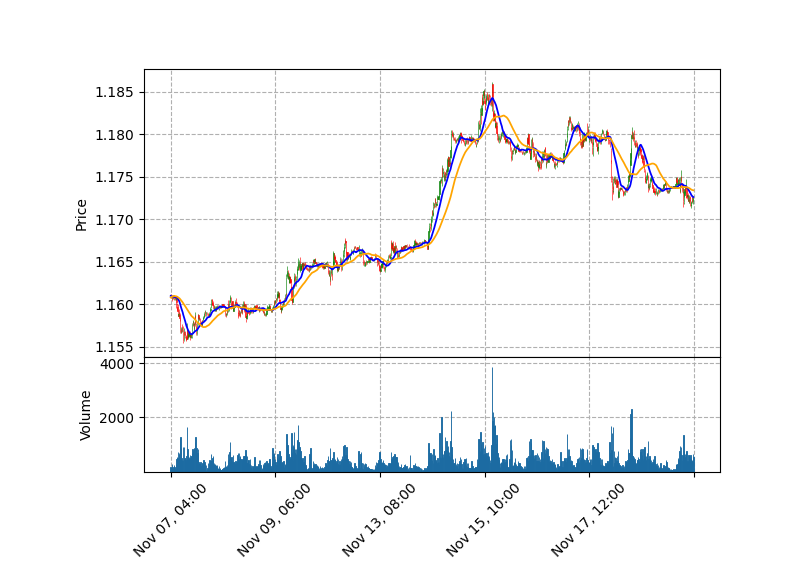 1.185
1.180
1.175
1.170
1.165
1.160
1.155
Price
4000
2000
Volume
Nov 07, 04:00
Nov 09, 06:00
Nov 13, 08:00
Nov 15, 10:00
Nov 17, 12:00